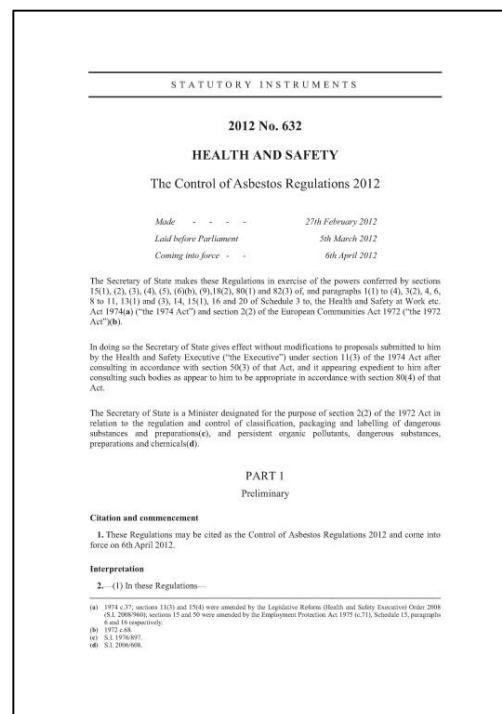 STATUTORY INSTRUMENTS
2012 No. 632
HEALTH AND SAFETY
The Control of Asbestos Regulations 2012
Made - - - - 27th February 2012
Laid before Parliament 5th March 2012
Coming into force - - 6th April 2012
The Secretary of State makes these Regulations in exercise of the powers conferred by sections
15(1), (2), (3), (4), (5), (6)(b), (9),18(2), 80(1) and 82(3) of, and paragraphs 1(1) to (4), 3(2), 4, 6,
8 to 11, 13(1) and (3), 14, 15(1), 16 and 20 of Schedule 3 to, the Health and Safety at Work etc.
Act 1974(a) (“the 1974 Act”) and section 2(2) of the European Communities Act 1972 (“the 1972
Act”)(b).
In doing so the Secretary of State gives effect without modifications to proposals submitted to him
by the Health and Safety Executive (“the Executive”) under section 11(3) of the 1974 Act after
consulting in accordance with section 50(3) of that Act, and it appearing expedient to him after
consulting such bodies as appear to him to be appropriate in accordance with section 80(4) of that
Act.
The Secretary of State is a Minister designated for the purpose of section 2(2) of the 1972 Act in
relation to the regulation and control of classification, packaging and labelling of dangerous
substances and preparations(c), and persistent organic pollutants, dangerous substances,
preparations and chemicals(d).
PART 1
Preliminary
Citation and commencement
1. These Regulations may be cited as the Control of Asbestos Regulations 2012 and come into
force on 6th April 2012.
Interpretation
2.—(1) In these Regulations—
(a) 1974 c.37; sections 11(3) and 15(4) were amended by the Legislative Reform (Health and Safety Executive) Order 2008
(S.I. 2008/960); sections 15 and 50 were amended by the Employment Protection Act 1975 (c.71), Schedule 15, paragraphs
6 and 16 respectively.
(b) 1972 c.68.
(c) S.I. 1976/897.
(d) S.I. 2006/608.